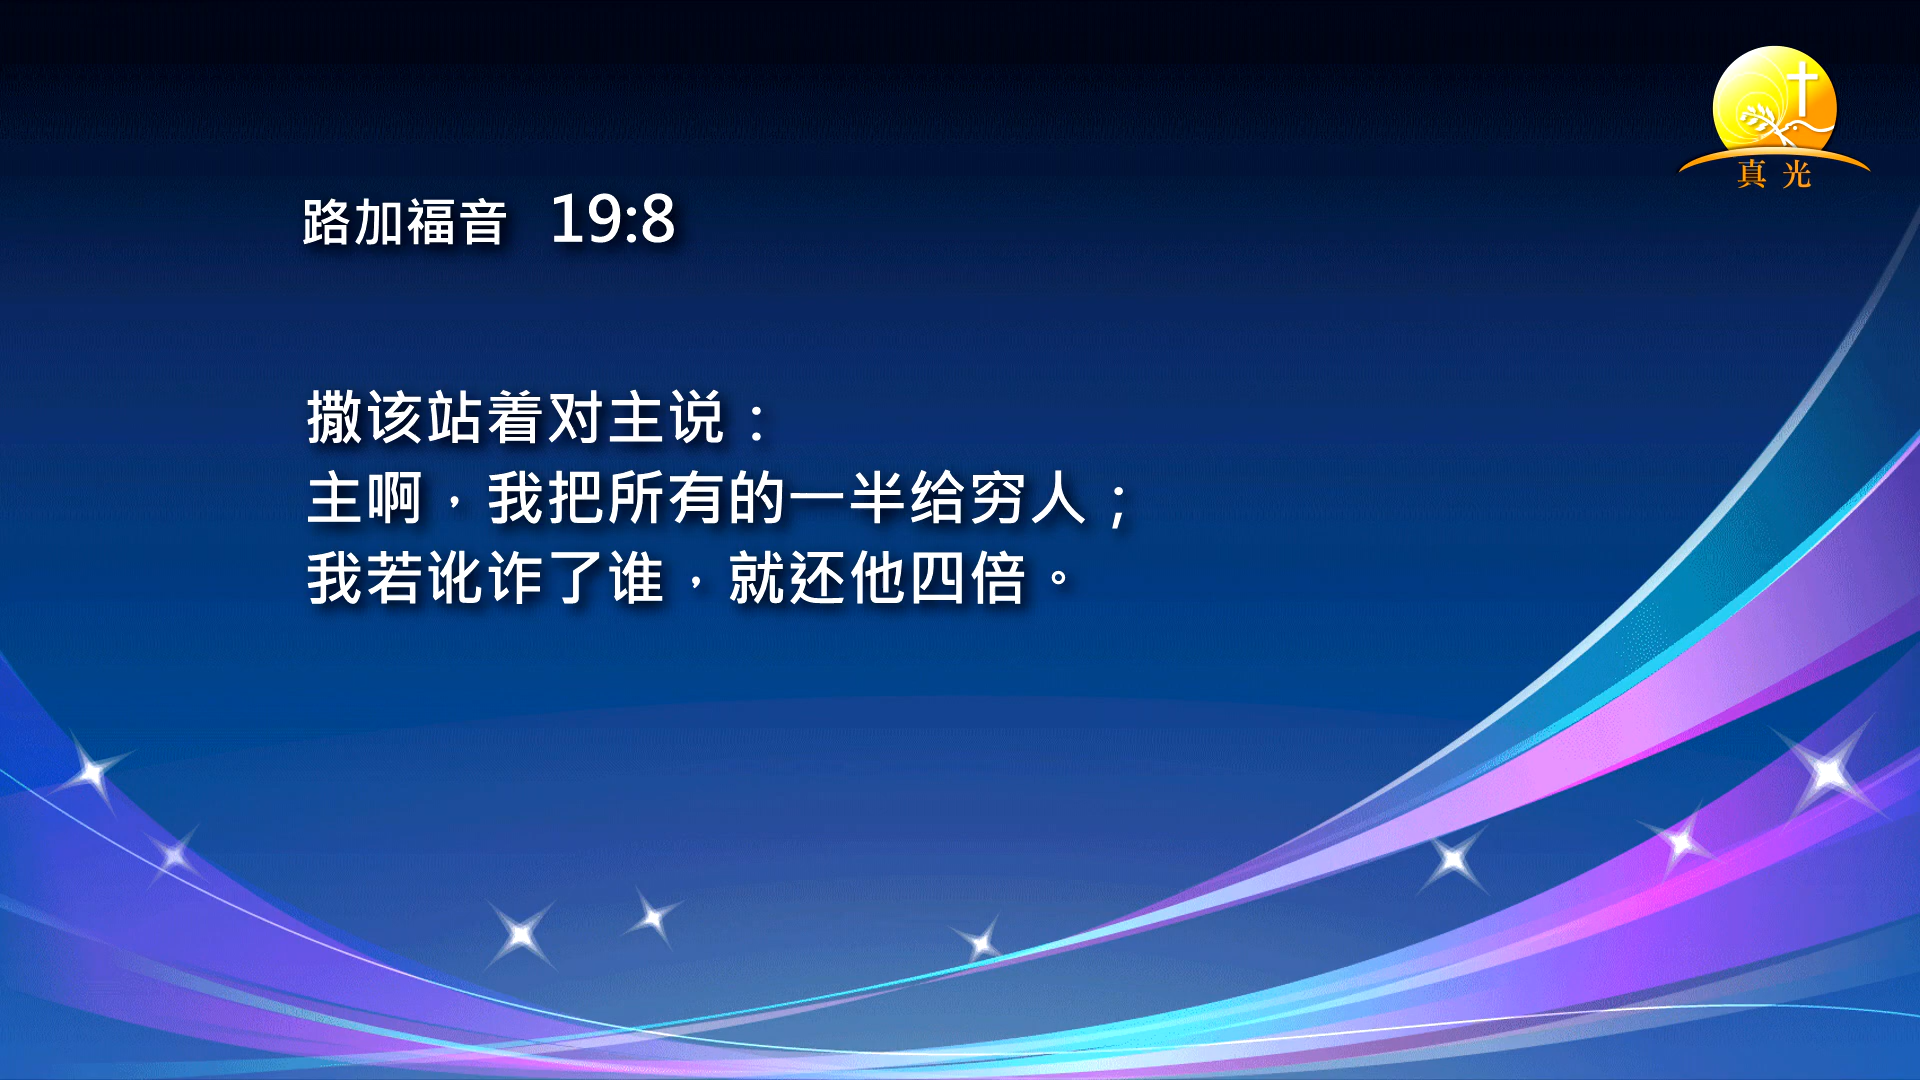 真光
路加福音 19:8
撒该站着对主说：
主啊，我把所有的一半给穷人；
我若讹诈了谁，就还他四倍。